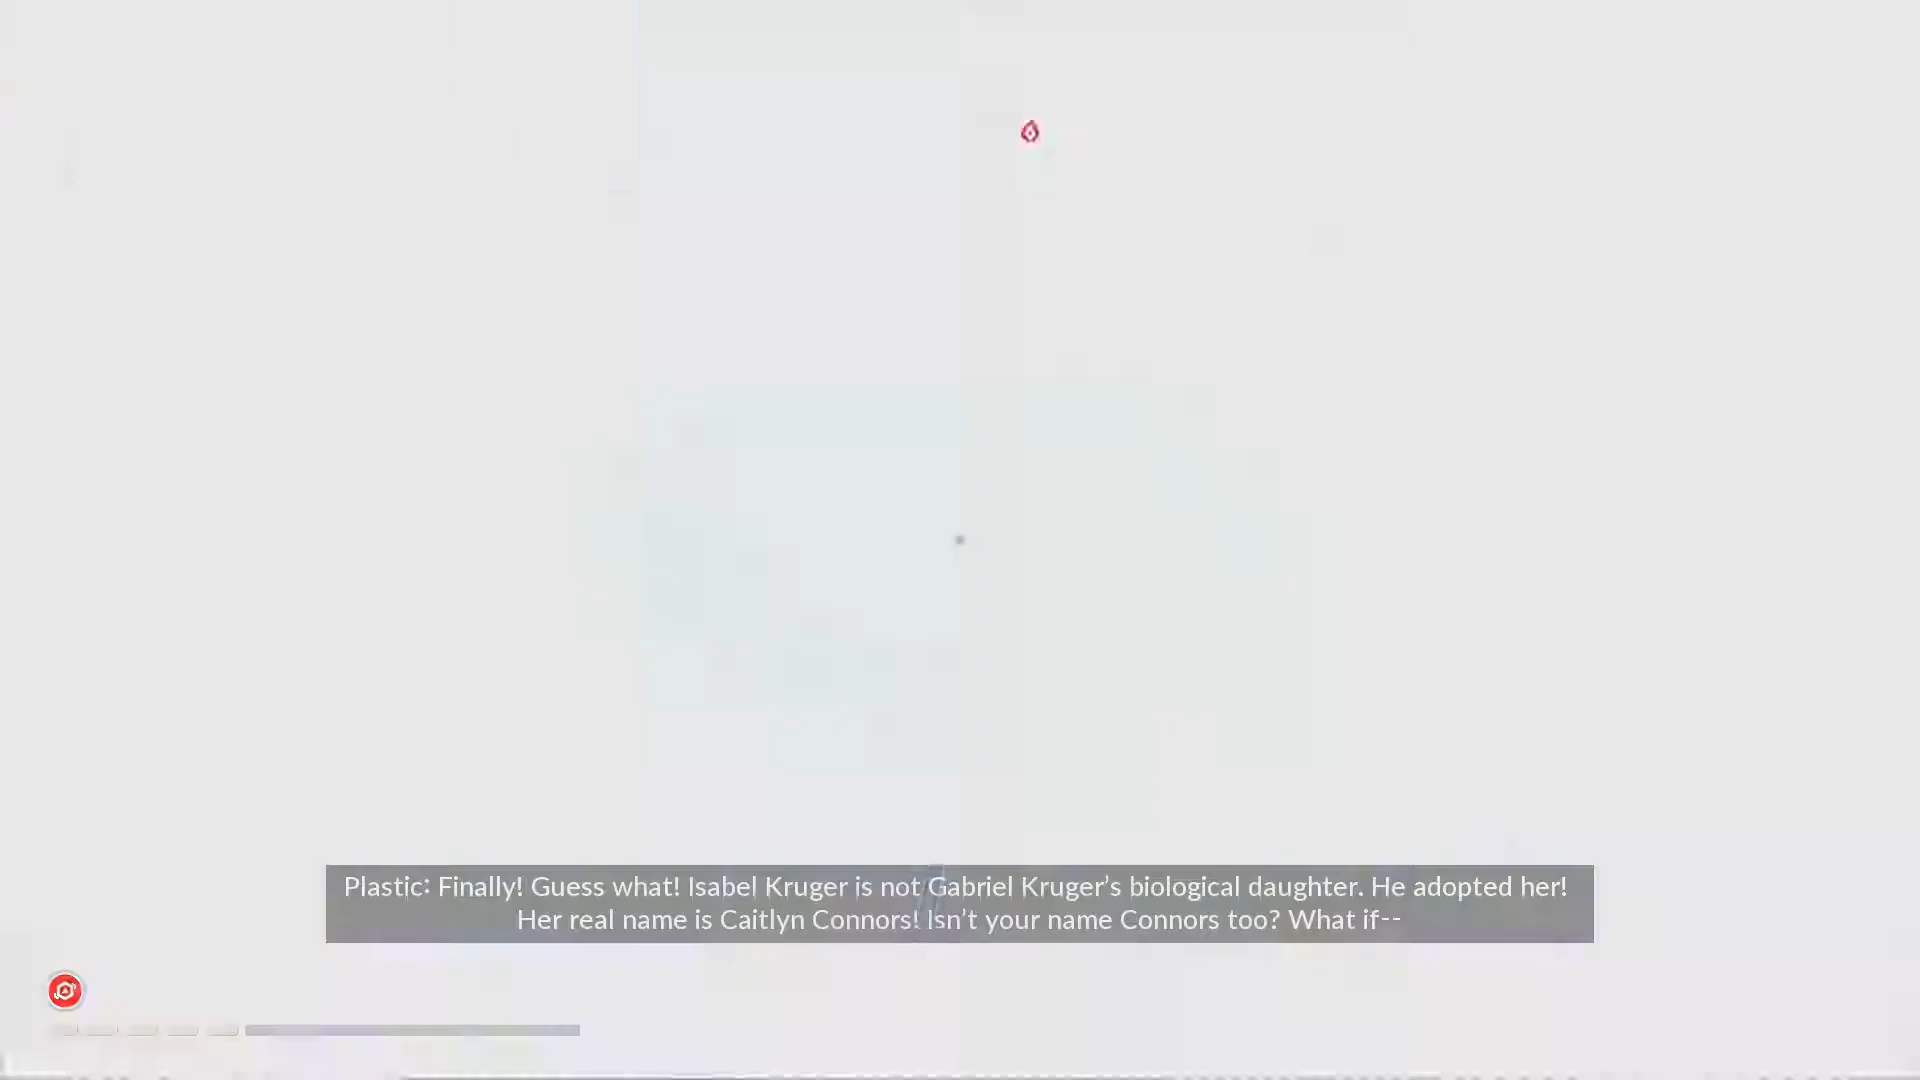 Plastic: Finally! Guess what! Isabel Kruger is not Gabriel Kruger's biological daughter. He adopted her!
Her real name is Caitlyn Connors! Isn't your name Connors too? What if--